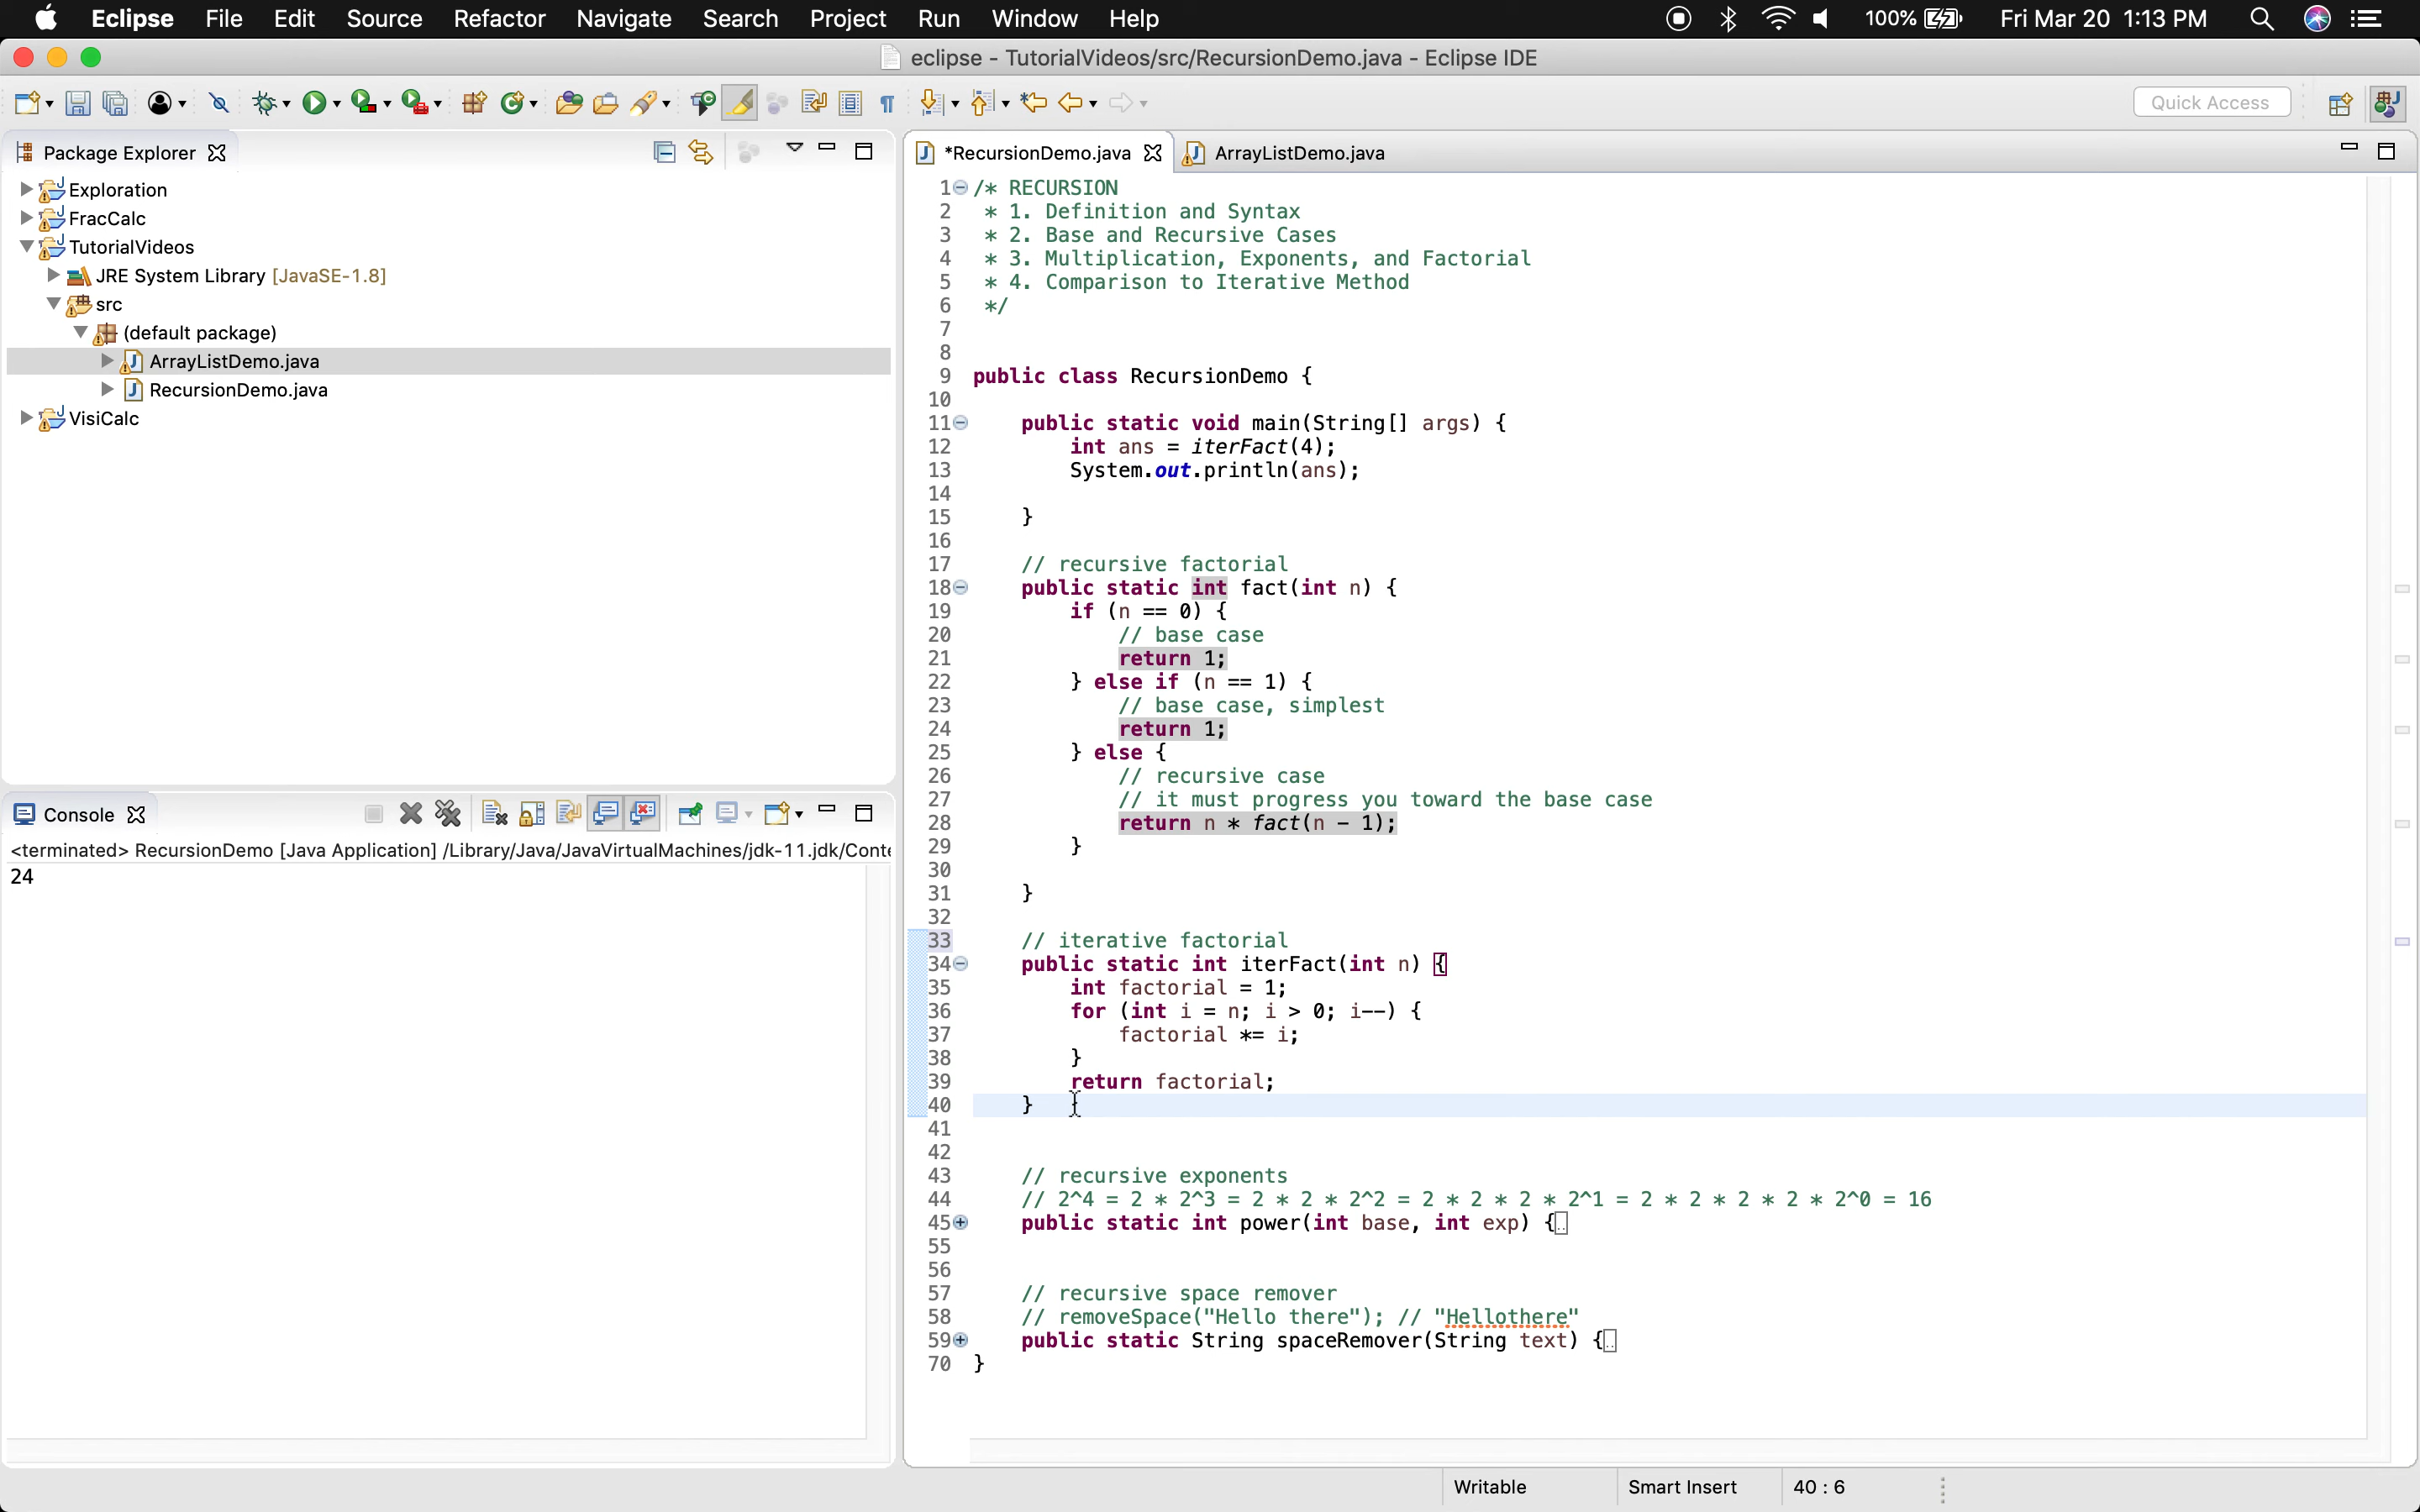 Eclipse File Edit Source Refactor Navigate Search Project Run Window Help 100% Fri Mar 20 1:13 PM
eclipse - TutorialVideos/src/RecursionDemo.java - Eclipse IDE
Quick Access
Package Explorer
Exploration
FracCalc
TutorialVideos
JRE System Library [JavaSE-1.8]
src
(default package)
ArrayListDemo.java
RecursionDemo.java
VisiCalc
Console
<terminated> RecursionDemo [Java Application] /Library/Java/JavaVirtualMachines/jdk-11.jdk/Conte
24
*RecursionDemo.java ArrayListDemo.java
1 /* RECURSION
2 * 1. Definition and Syntax
3 * 2. Base and Recursive Cases
4 * 3. Multiplication, Exponents, and Factorial
5 * 4. Comparison to Iterative Method
6 */
7
8
9 public class RecursionDemo {
10
11 public static void main(String[] args) {
12 int ans = iterFact(4);
13 System.out.println(ans);
14
15 }
16
17 // recursive factorial
18 public static int fact(int n) {
19 if (n == 0) {
20 // base case
21 return 1;
22 } else if (n == 1) {
23 // base case, simplest
24 return 1;
25 } else {
26 // recursive case
27 // it must progress you toward the base case
28 return n * fact(n - 1);
29 }
30
31 }
32
33 // iterative factorial
34 public static int iterFact(int n) {
35 int factorial = 1;
36 for (int i = n; i > 0; i--) {
37 factorial *= i;
38 }
39 return factorial;
40 }
41
42
43 // recursive exponents
44 // 2^4 = 2 * 2^3 = 2 * 2 * 2^2 = 2 * 2 * 2 * 2^1 = 2 * 2 * 2 * 2 * 2^0 = 16
45 public static int power(int base, int exp) {
55
56
57 // recursive space remover
58 // removeSpace("Hello there"); // "Hellothere"
59 public static String spaceRemover(String text) {
70 }
Writable Smart Insert 40 : 6